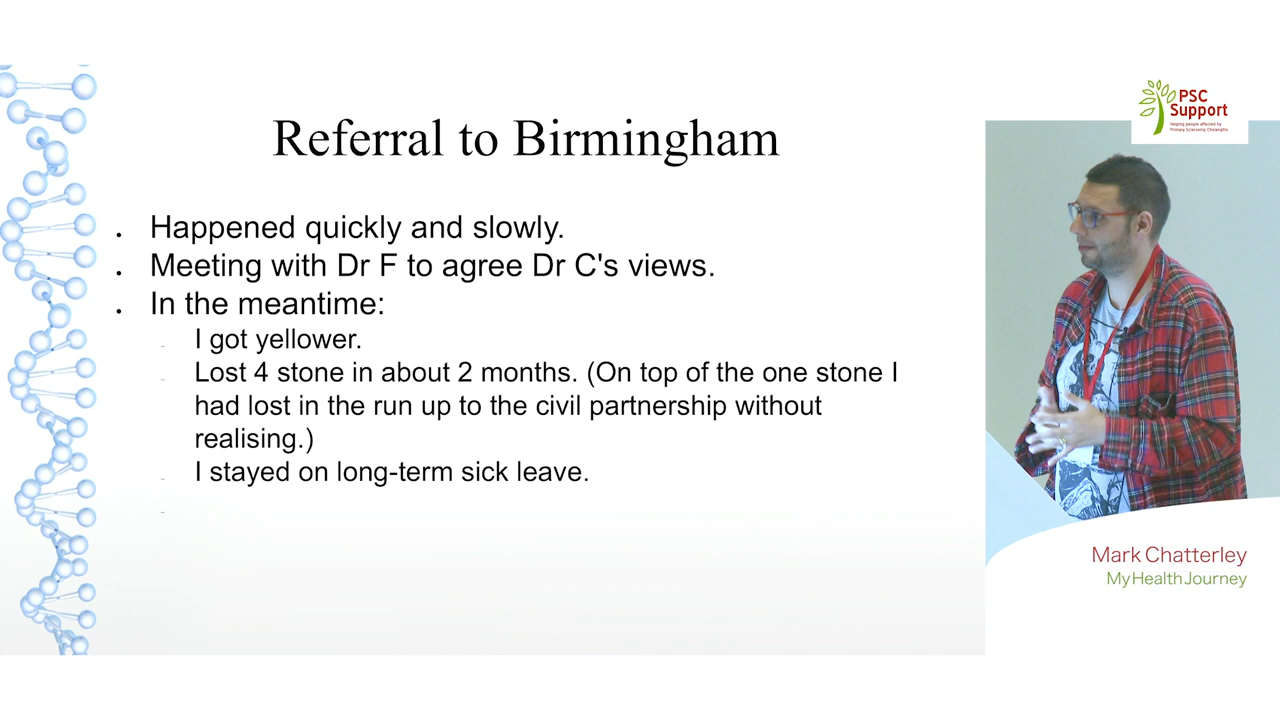 Referral to Birmingham
• Happened quickly and slowly.
• Meeting with Dr F to agree Dr C's views.
• In the meantime:
– I got yellower.
– Lost 4 stone in about 2 months. (On top of the one stone I
had lost in the run up to the civil partnership without
realising.)
– I stayed on long-term sick leave.
–
PSC
Support
Helping people affected by
Primary Sclerosing Cholangitis
Mark Chatterley
My Health Journey